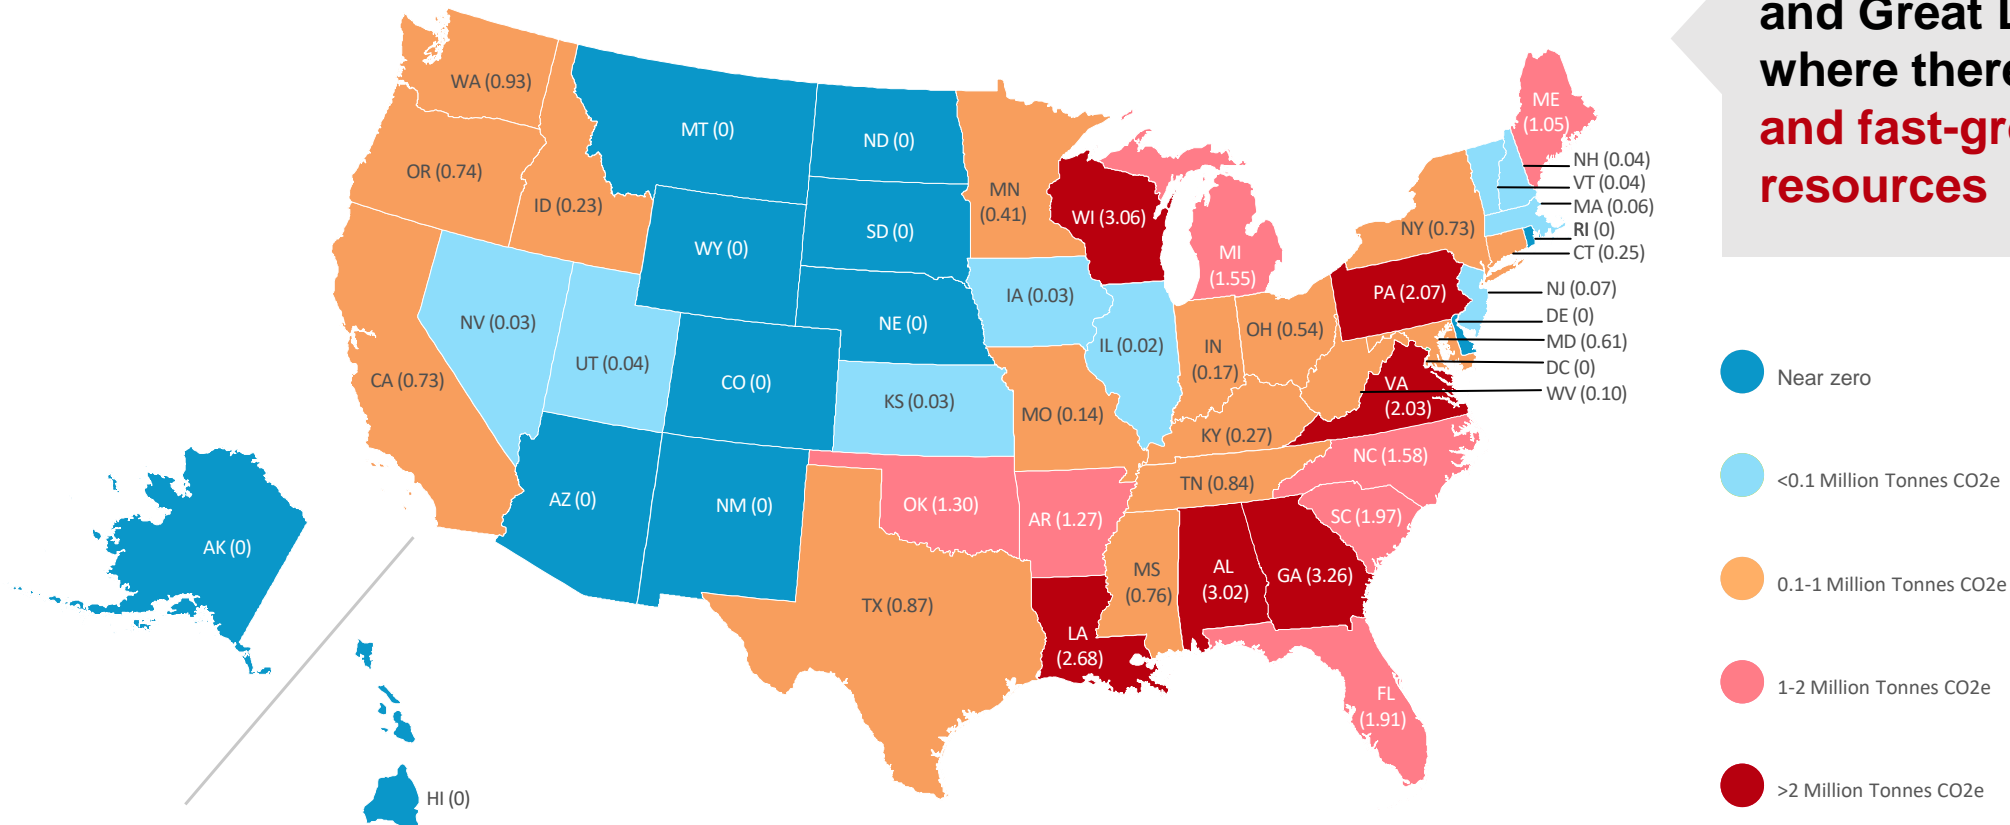 and Great
where there
and fast-gr
resources
WA (0.93)
OR (0.74)
ID (0.23)
MT (0)
ND (0)
MN
(0.41)
SD (0)
WY (0)
WI (3.06)
MI
(1.55)
ME
(1.05)
NH (0.04)
VT (0.04)
MA (0.06)
RI (0)
CT (0.25)
NY (0.73)
PA (2.07)
NJ (0.07)
DE (0)
MD (0.61)
DC (0)
WV (0.10)
NV (0.03)
UT (0.04)
CA (0.73)
CO (0)
NE (0)
IA (0.03)
IL (0.02)
IN
(0.17)
OH (0.54)
KS (0.03)
MO (0.14)
KY (0.27)
VA
(2.03)
NC (1.58)
TN (0.84)
SC (1.97)
AZ (0)
NM (0)
OK (1.30)
AR (1.27)
TX (0.87)
LA
(2.68)
MS
(0.76)
AL
(3.02)
GA (3.26)
FL
(1.91)
AK (0)
HI (0)
Near zero
<0.1 Million Tonnes CO2e
0.1-1 Million Tonnes CO2e
1-2 Million Tonnes CO2e
>2 Million Tonnes CO2e